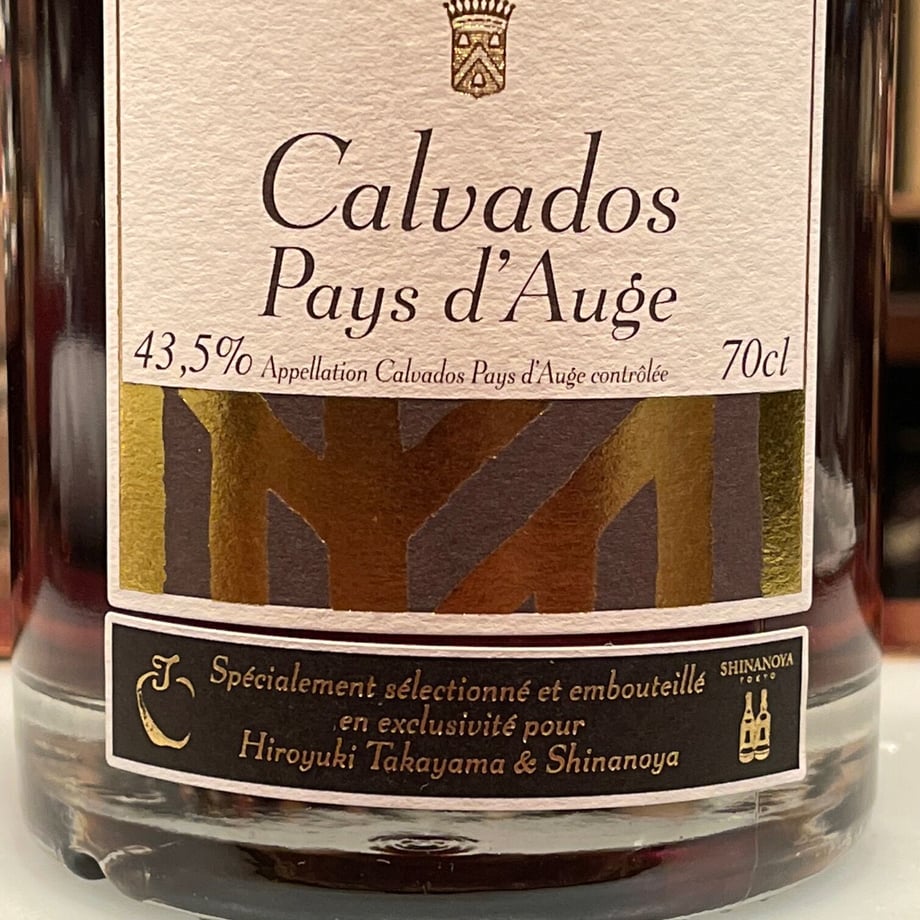 Calvados
Pays d'Auge
43,5% Appellation Calvados Pays d'Auge contrôlée 70cl
Spécialement sélectionné et embouteillé
en exclusivité pour
Hiroyuki Takayama & Shinanoya
SHINANOYA
TOKYO